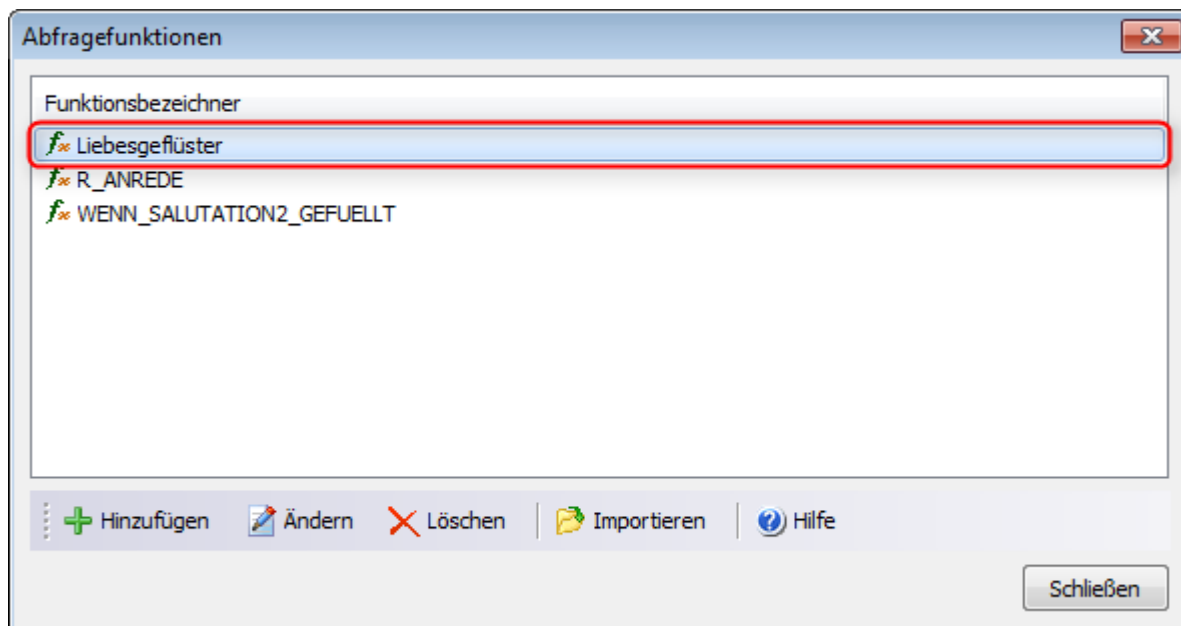 Abfragefunktionen
Funktionsbezeichner
Liebesgeflüster
R_ANREDE
WENN_SALUTATION2_GEFUELLT
Hinzufügen Ändern Löschen Importieren Hilfe
Schließen